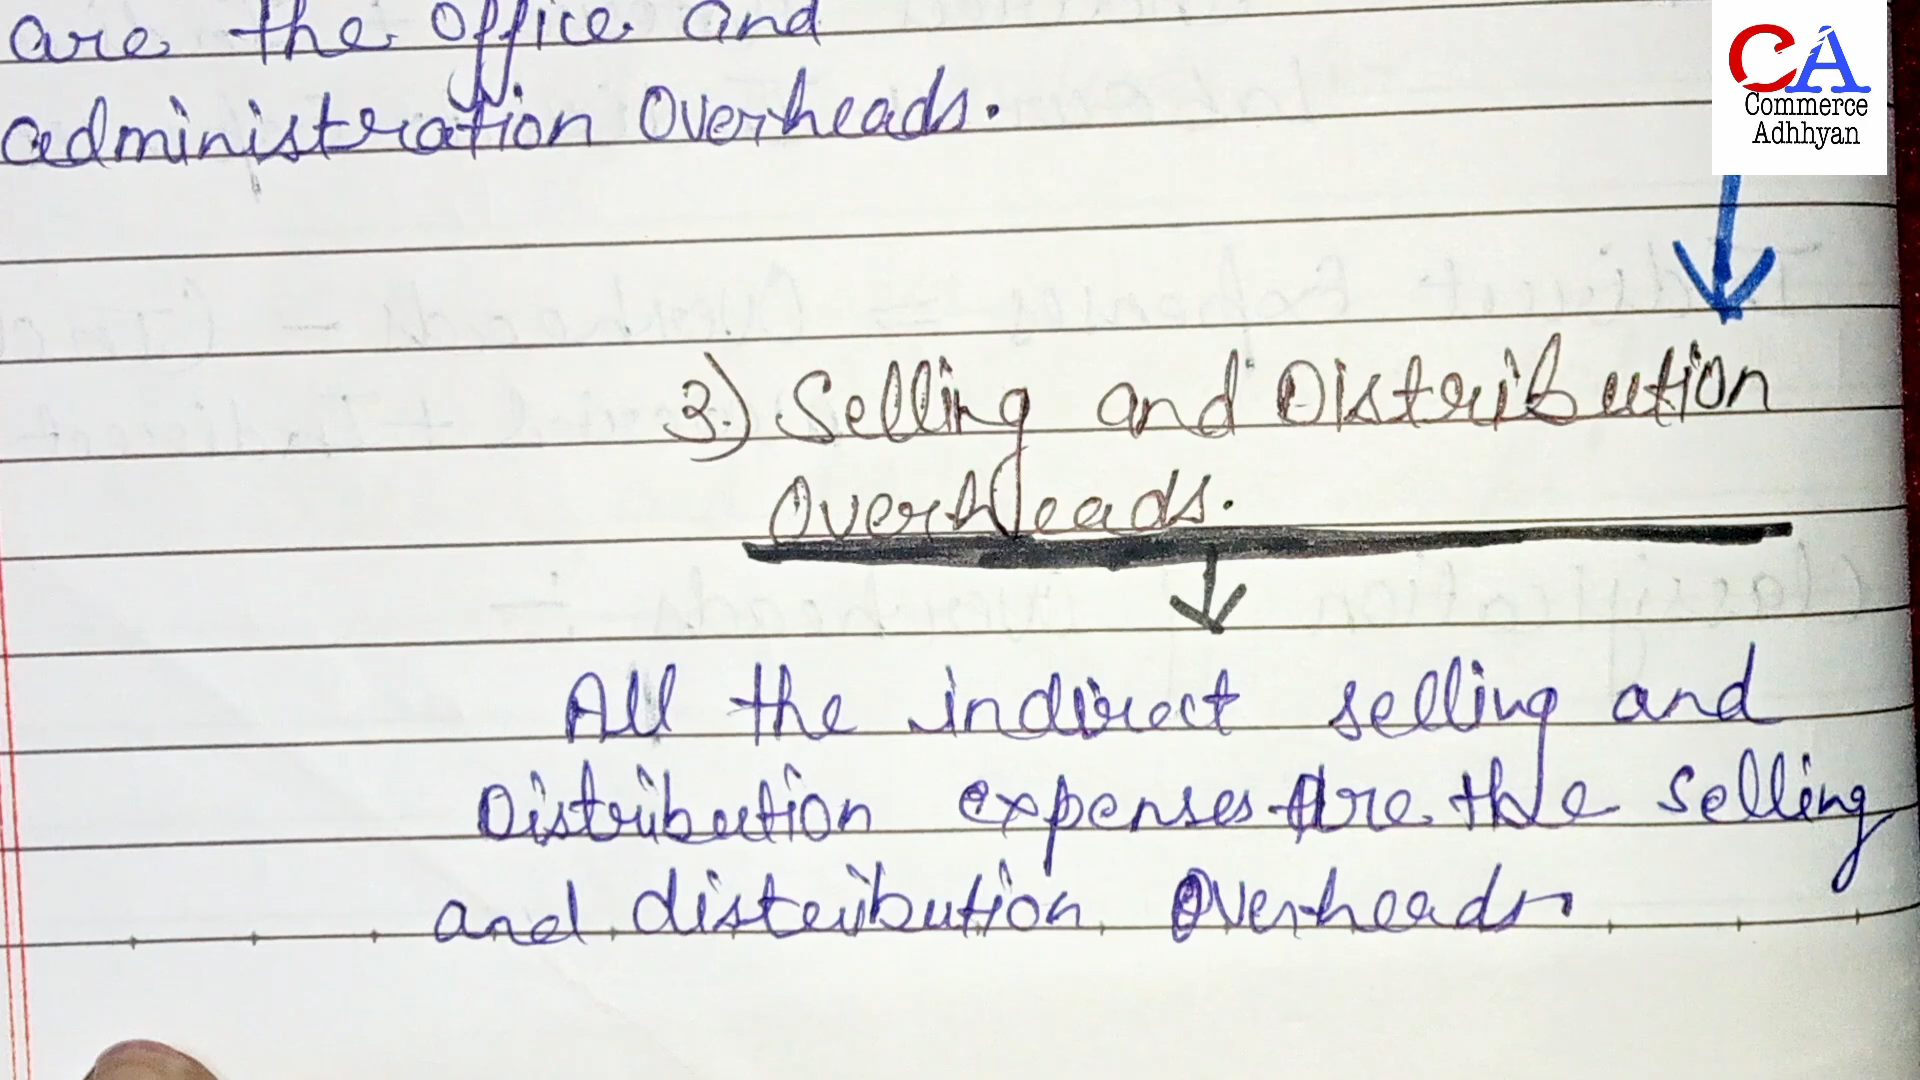 are the office and
administration Overheads.
CA
Commerce
Adhhyan
3.) Selling and Distribution
Overheads.
All the indirect selling and
Distribution expenses are the selling
and distribution Overheads